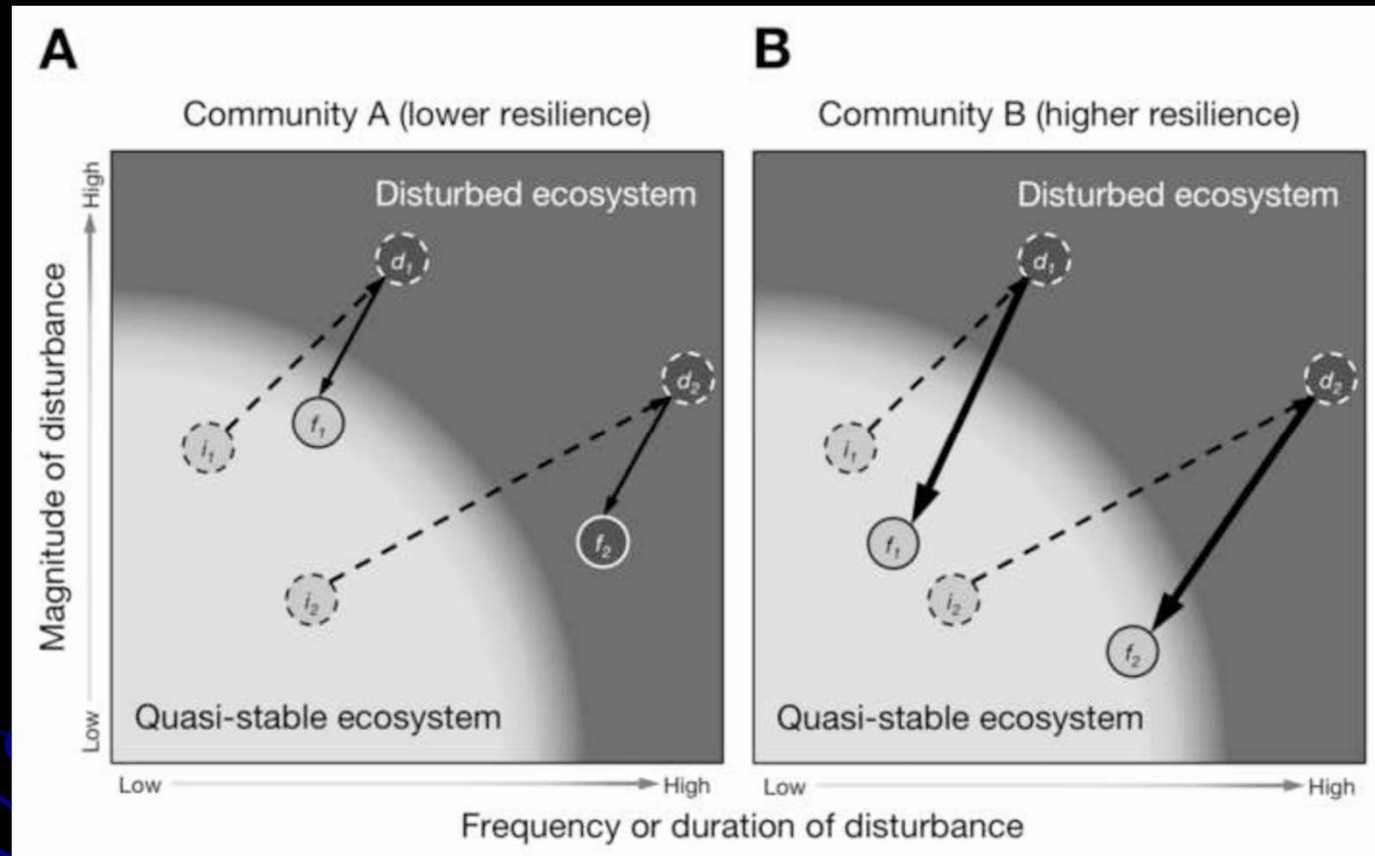 A
Community A (lower resilience)
Disturbed ecosystem
d1
i1
f1
d2
f2
i2
Quasi-stable ecosystem
High
Magnitude of disturbance
Low
Low
High
B
Community B (higher resilience)
Disturbed ecosystem
d1
i1
f1
d2
i2
f2
Quasi-stable ecosystem
Low
High
Frequency or duration of disturbance